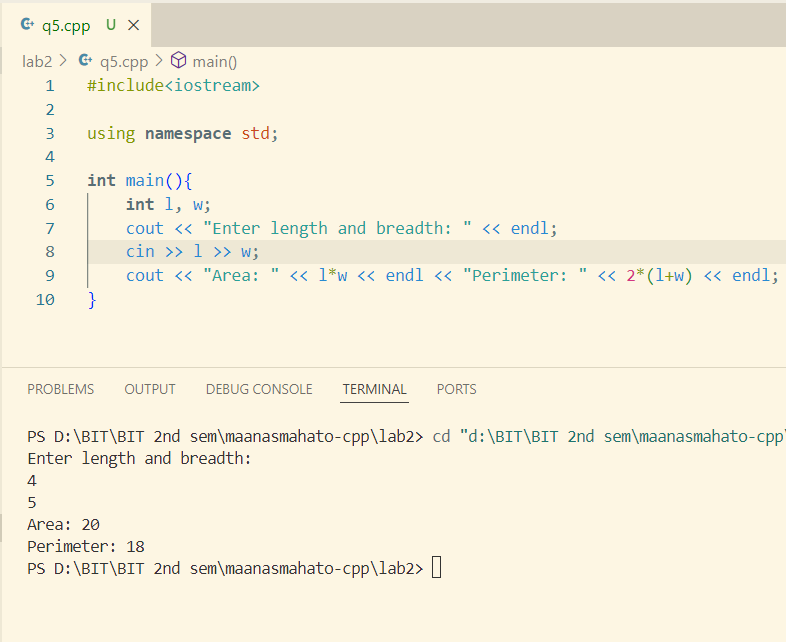 q5.cpp U
lab2 > q5.cpp > main()
1 #include<iostream>
2
3 using namespace std;
4
5 int main(){
6 int l, w;
7 cout << "Enter length and breadth: " << endl;
8 cin >> l >> w;
9 cout << "Area: " << l*w << endl << "Perimeter: " << 2*(l+w) << endl;
10 }
PROBLEMS OUTPUT DEBUG CONSOLE TERMINAL PORTS
PS D:\BIT\BIT 2nd sem\maanasmahato-cpp\lab2> cd "d:\BIT\BIT 2nd sem\maanasmahato-cpp
Enter length and breadth:
4
5
Area: 20
Perimeter: 18
PS D:\BIT\BIT 2nd sem\maanasmahato-cpp\lab2>